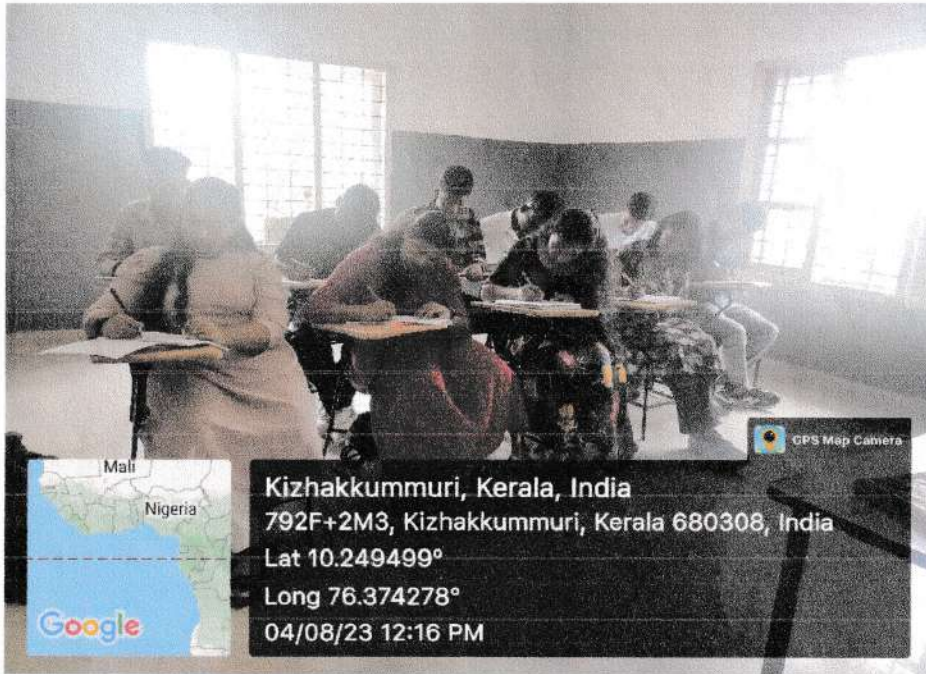 GPS Map Camera
Mali
Nigeria
Google
Kizhakkummuri, Kerala, India
792F+2M3, Kizhakkummuri, Kerala 680308, India
Lat 10.249499°
Long 76.374278°
04/08/23 12:16 PM